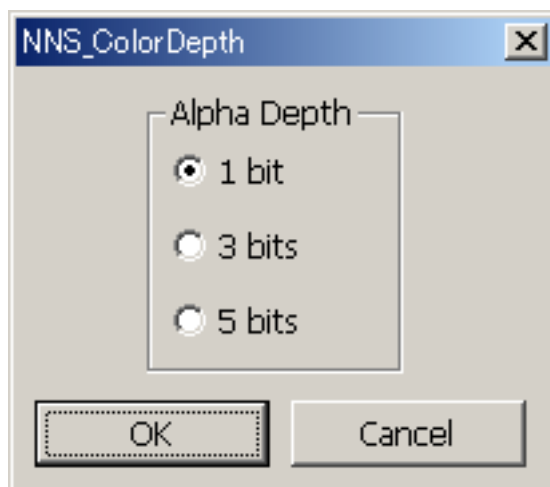 NNS_ColorDepth
Alpha Depth
1 bit
3 bits
5 bits
OK
Cancel